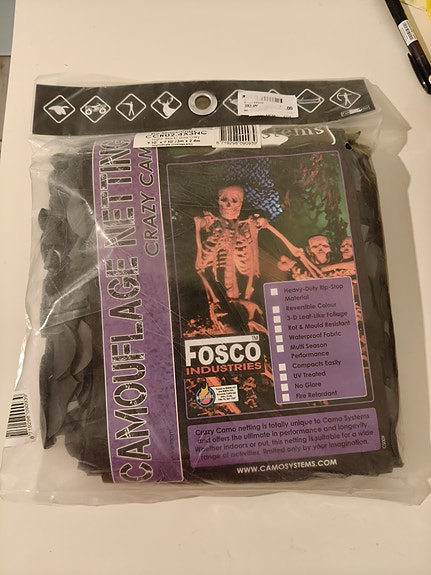 stems
CAMOUFLAGE NETTING
CRAZY CAM
Heavy-Duty Rip-Stop
Material
Reversible Colour
3-D Leaf-Like Foliage
Rot & Mould Resistant
Waterproof Fabric
Multi Season
Performance
Compacts Easily
UV Treated
No Glare
Fire Retardant
FOSCO™
INDUSTRIES
Crazy Camo netting is totally unique to Camo Systems
and offers the ultimate in performance and longevity.
Whether indoors or out, this netting is suitable for a wide
range of activities, limited only by your imagination.
WWW.CAMOSYSTEMS.COM